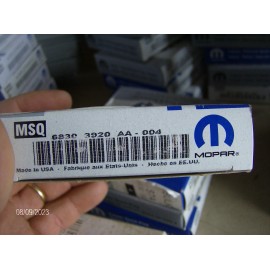 MSQ
6830 3920 AA-004
MOPAR
Made in USA - Fabriqué aux Etats-Unis - Hecho en EE.UU.
08/09/2023